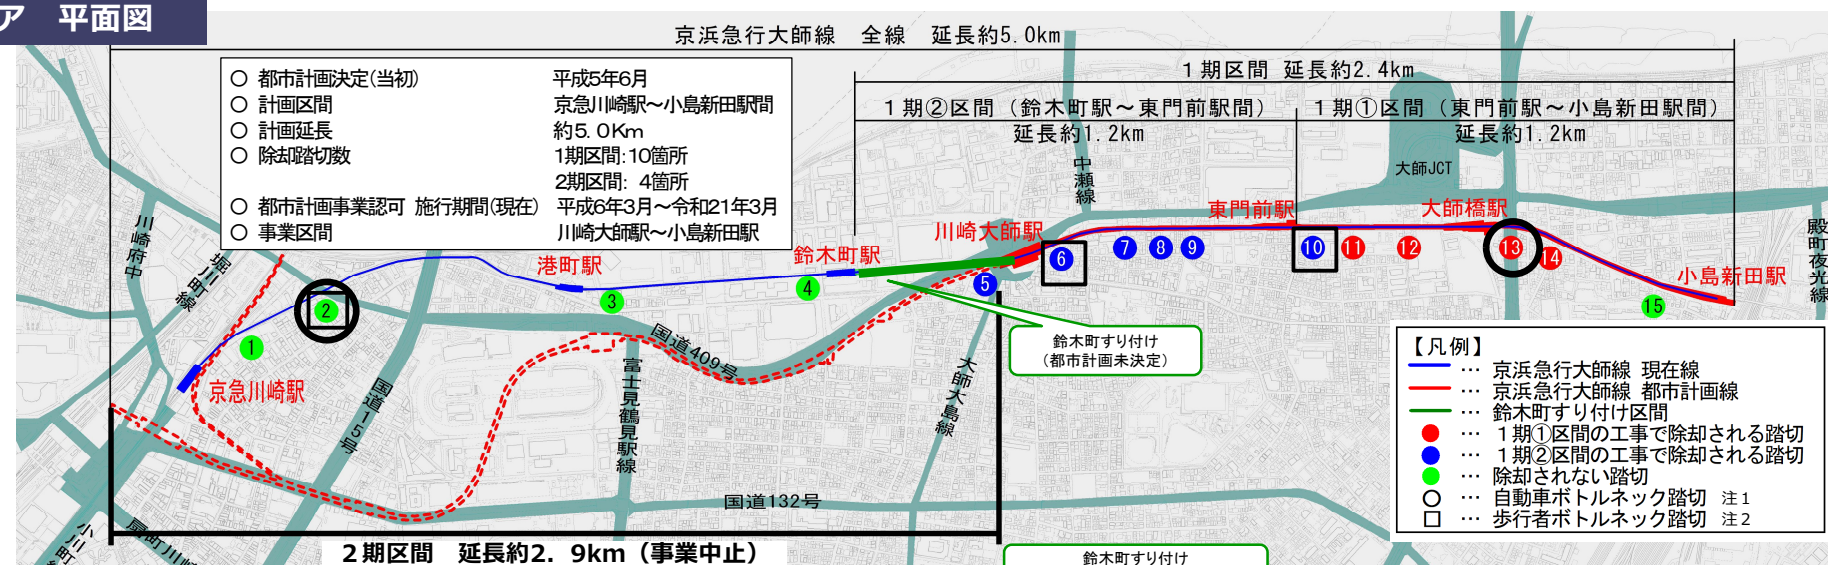 ア 平面図
京浜急行大師線 全線 延長約5.0km
1期区間 延長約2.4km
1期②区間（鈴木町駅～東門前駅間）
延長約1.2km
1期①区間（東門前駅～小島新田駅間）
延長約1.2km
○ 都市計画決定(当初) 平成5年6月
○ 計画区間 京急川崎駅～小島新田駅間
○ 計画延長 約5.0Km
○ 除却踏切数 1期区間:10箇所
2期区間: 4箇所
○ 都市計画事業認可 施行期間(現在) 平成6年3月～令和21年3月
○ 事業区間 川崎大師駅～小島新田駅
川崎府中
堀川町線
中瀬線
大師JCT
殿町夜光線
京急川崎駅
港町駅
鈴木町駅
川崎大師駅
東門前駅
大師橋駅
小島新田駅
1
2
3
4
5
6
7
8
9
10
11
12
13
14
15
国道15号
国道409号
富士見鶴見駅線
大師大島線
国道132号
小川町
扇町川崎
鈴木町すり付け
（都市計画未決定）
2期区間 延長約2.9km（事業中止）
鈴木町すり付け
【凡例】
… 京浜急行大師線 現在線
… 京浜急行大師線 都市計画線
… 鈴木町すり付け区間
… 1期①区間の工事で除却される踏切
… 1期②区間の工事で除却される踏切
… 除却されない踏切
○ … 自動車ボトルネック踏切 注1
□ … 歩行者ボトルネック踏切 注2